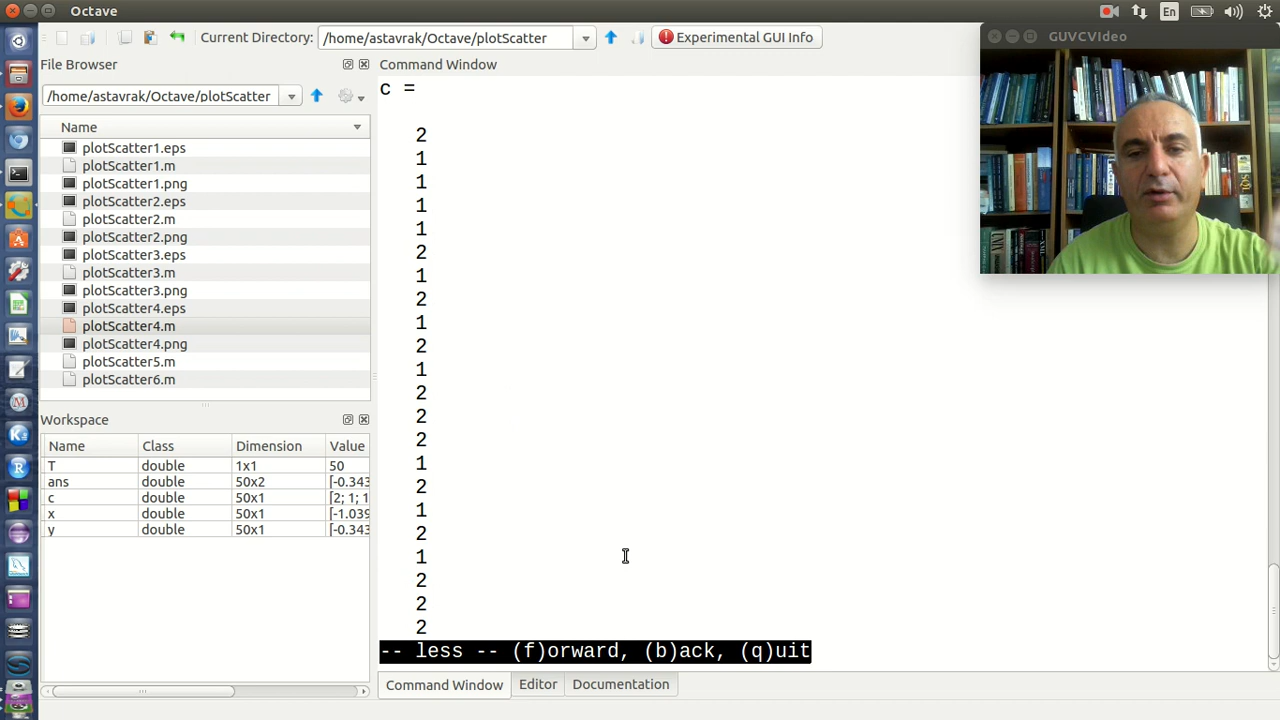 Octave
En
Current Directory: /home/astavrak/Octave/plotScatter
Experimental GUI Info
GUVCVIdeo
File Browser
Command Window
/home/astavrak/Octave/plotScatter
Name
plotScatter1.eps
plotScatter1.m
plotScatter1.png
plotScatter2.eps
plotScatter2.m
plotScatter2.png
plotScatter3.eps
plotScatter3.m
plotScatter3.png
plotScatter4.eps
plotScatter4.m
plotScatter4.png
plotScatter5.m
plotScatter6.m
Workspace
Name Class Dimension Value
T double 1x1 50
ans double 50x2 [-0.343
c double 50x1 [2; 1; 1
x double 50x1 [-1.039
y double 50x1 [-0.343
c =
2
1
1
1
1
2
1
2
1
2
1
2
2
2
1
2
1
2
1
2
2
2
-- less -- (f)orward, (b)ack, (q)uit
Command Window Editor Documentation